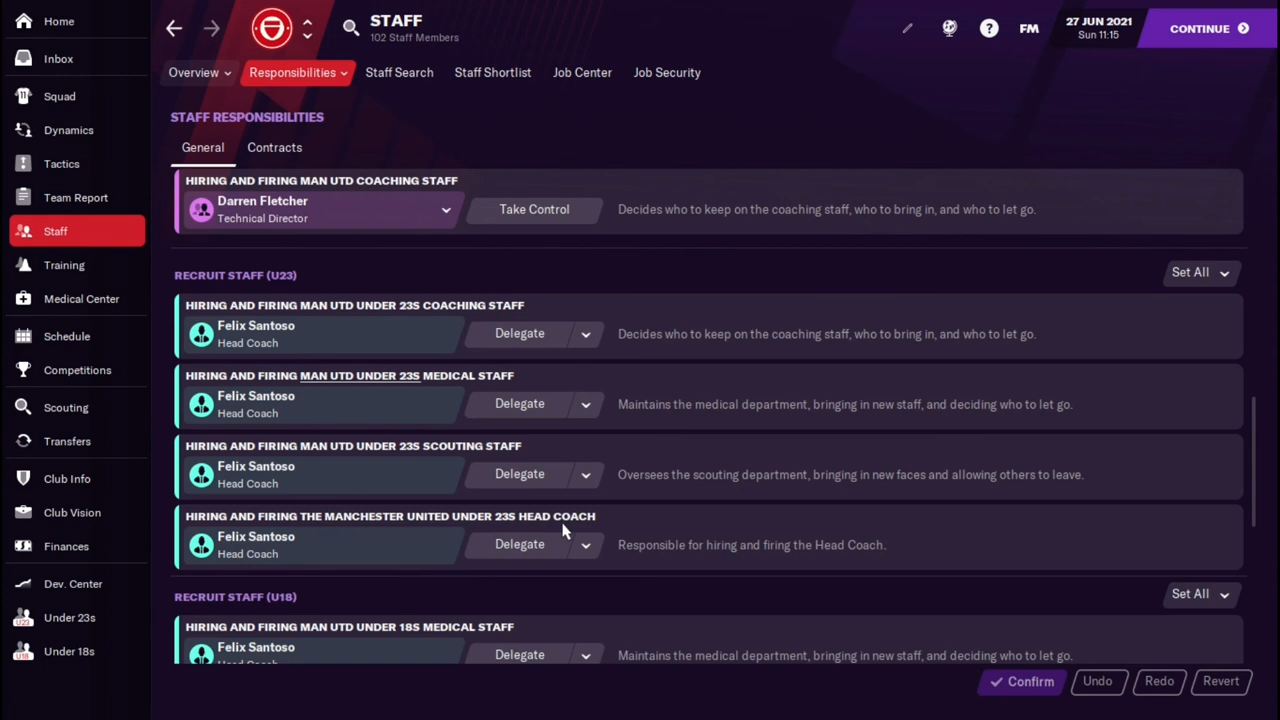 Home
Inbox
Squad
Dynamics
Tactics
Team Report
Staff
Training
Medical Center
Schedule
Competitions
Scouting
Transfers
Club Info
Club Vision
Finances
Dev. Center
U23
Under 23s
U18
Under 18s
STAFF
102 Staff Members
?
FM
27 JUN 2021
Sun 11:15
CONTINUE
Overview
Responsibilities
Staff Search
Staff Shortlist
Job Center
Job Security
STAFF RESPONSIBILITIES
General
Contracts
HIRING AND FIRING MAN UTD COACHING STAFF
Darren Fletcher
Technical Director
Take Control
Decides who to keep on the coaching staff, who to bring in, and who to let go.
RECRUIT STAFF (U23)
Set All
HIRING AND FIRING MAN UTD UNDER 23S COACHING STAFF
Felix Santoso
Head Coach
Delegate
Decides who to keep on the coaching staff, who to bring in, and who to let go.
HIRING AND FIRING MAN UTD UNDER 23S MEDICAL STAFF
Felix Santoso
Head Coach
Delegate
Maintains the medical department, bringing in new staff, and deciding who to let go.
HIRING AND FIRING MAN UTD UNDER 23S SCOUTING STAFF
Felix Santoso
Head Coach
Delegate
Oversees the scouting department, bringing in new faces and allowing others to leave.
HIRING AND FIRING THE MANCHESTER UNITED UNDER 23S HEAD COACH
Felix Santoso
Head Coach
Delegate
Responsible for hiring and firing the Head Coach.
RECRUIT STAFF (U18)
Set All
HIRING AND FIRING MAN UTD UNDER 18S MEDICAL STAFF
Felix Santoso
Head Coach
Delegate
Maintains the medical department, bringing in new staff, and deciding who to let go.
Confirm
Undo
Redo
Revert